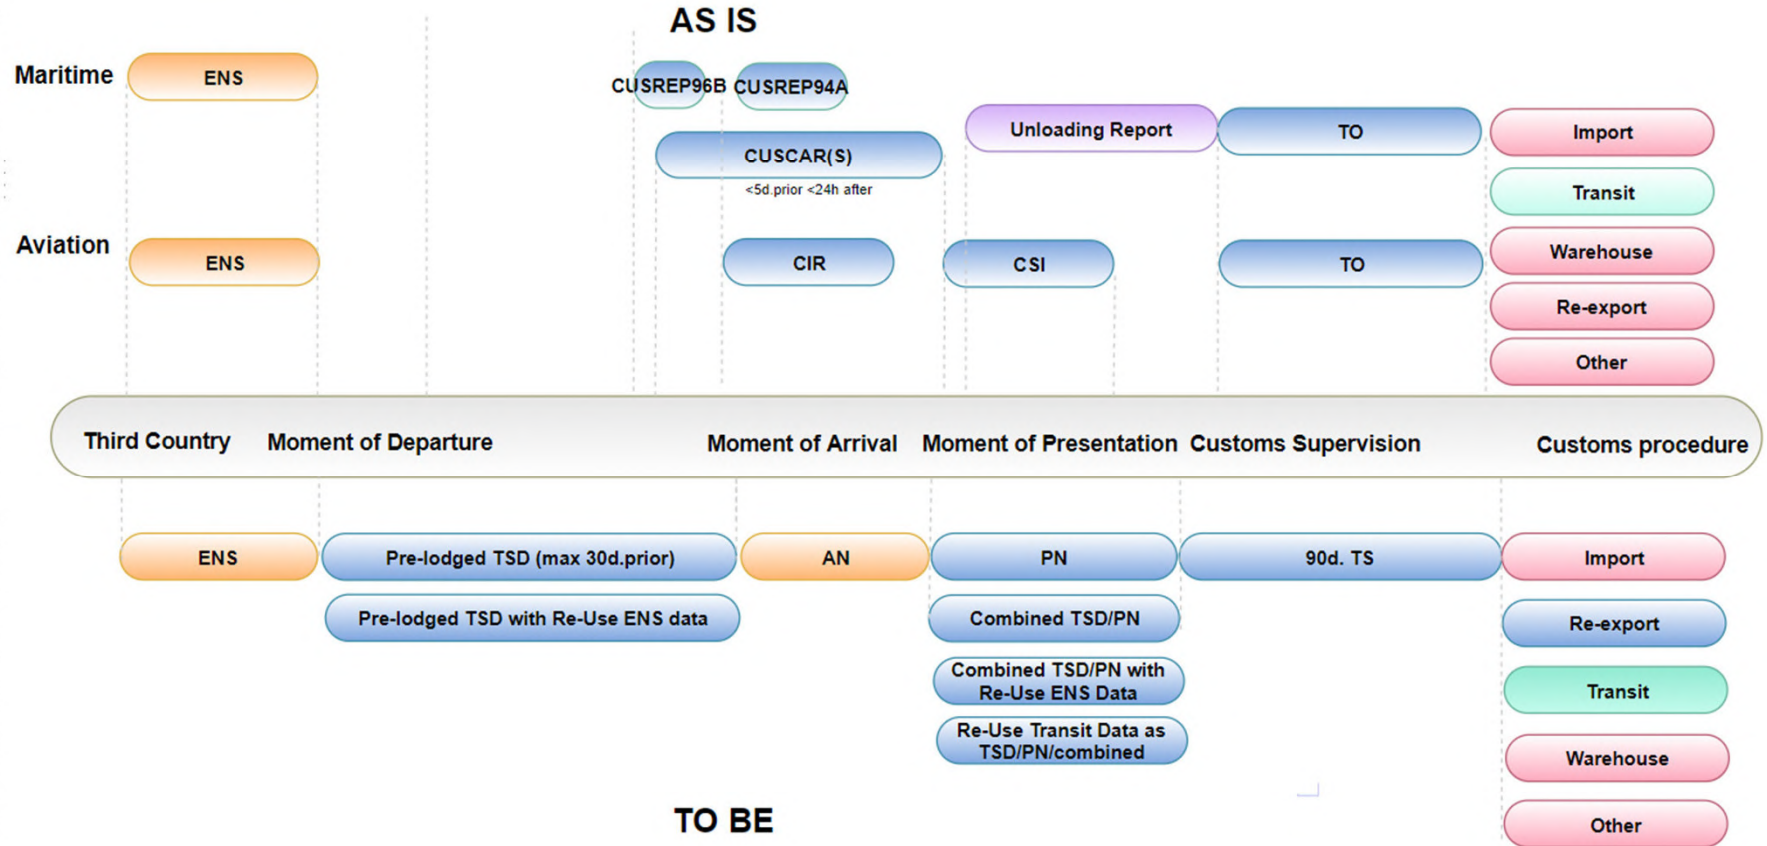 AS IS
Maritime
ENS
CUSREP96B
CUSREP94A
CUSCAR(S)
<5d.prior <24h after
Unloading Report
TO
Import
Transit
Aviation
ENS
CIR
CSI
TO
Warehouse
Re-export
Other
Third Country
Moment of Departure
Moment of Arrival
Moment of Presentation
Customs Supervision
Customs procedure
ENS
Pre-lodged TSD (max 30d.prior)
AN
PN
90d. TS
Import
Pre-lodged TSD with Re-Use ENS data
Combined TSD/PN
Re-export
Combined TSD/PN with
Re-Use ENS Data
Transit
Re-Use Transit Data as
TSD/PN/combined
Warehouse
TO BE
Other